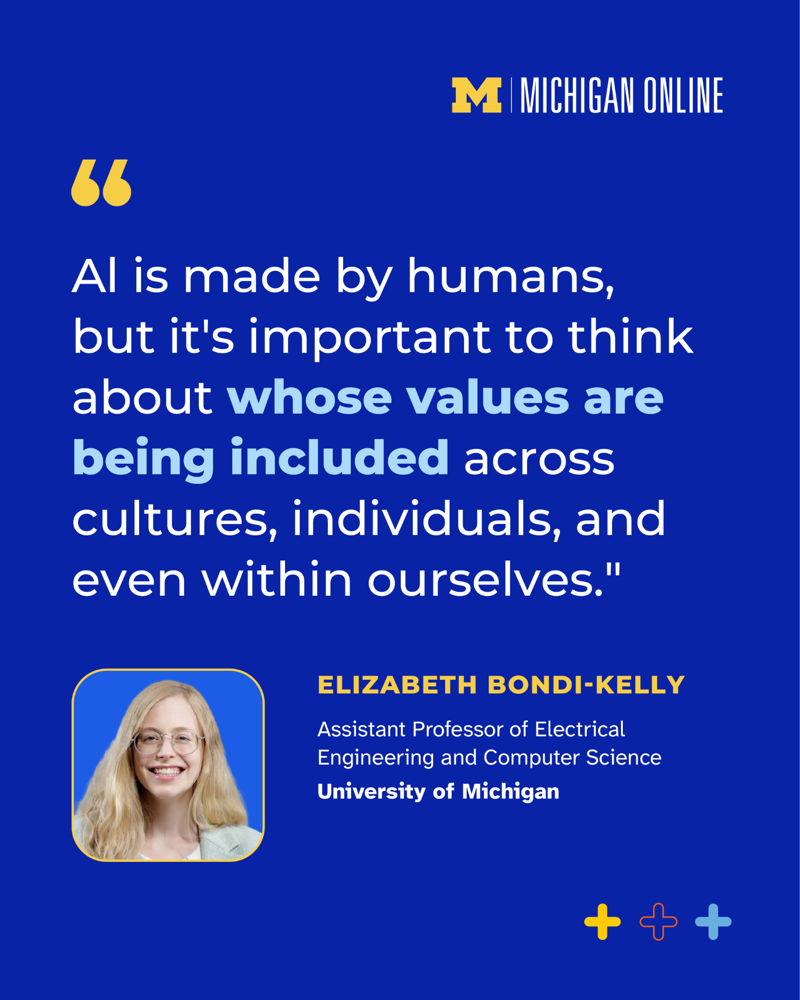 M | MICHIGAN ONLINE
“
AI is made by humans,
but it's important to think
about whose values are
being included across
cultures, individuals, and
even within ourselves."
ELIZABETH BONDI-KELLY
Assistant Professor of Electrical
Engineering and Computer Science
University of Michigan